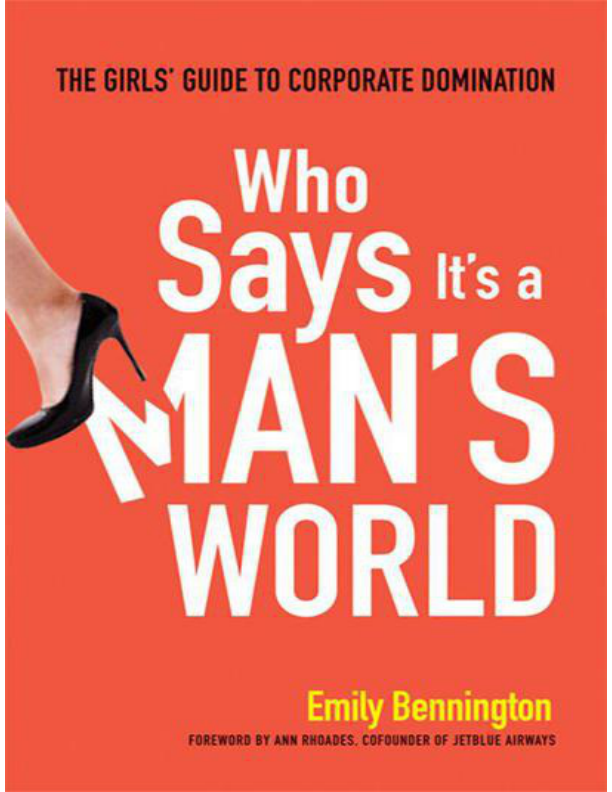 THE GIRLS' GUIDE TO CORPORATE DOMINATION
Who
Says It's a
MAN'S
WORLD
Emily Bennington
FOREWORD BY ANN RHOADES, COFOUNDER OF JETBLUE AIRWAYS